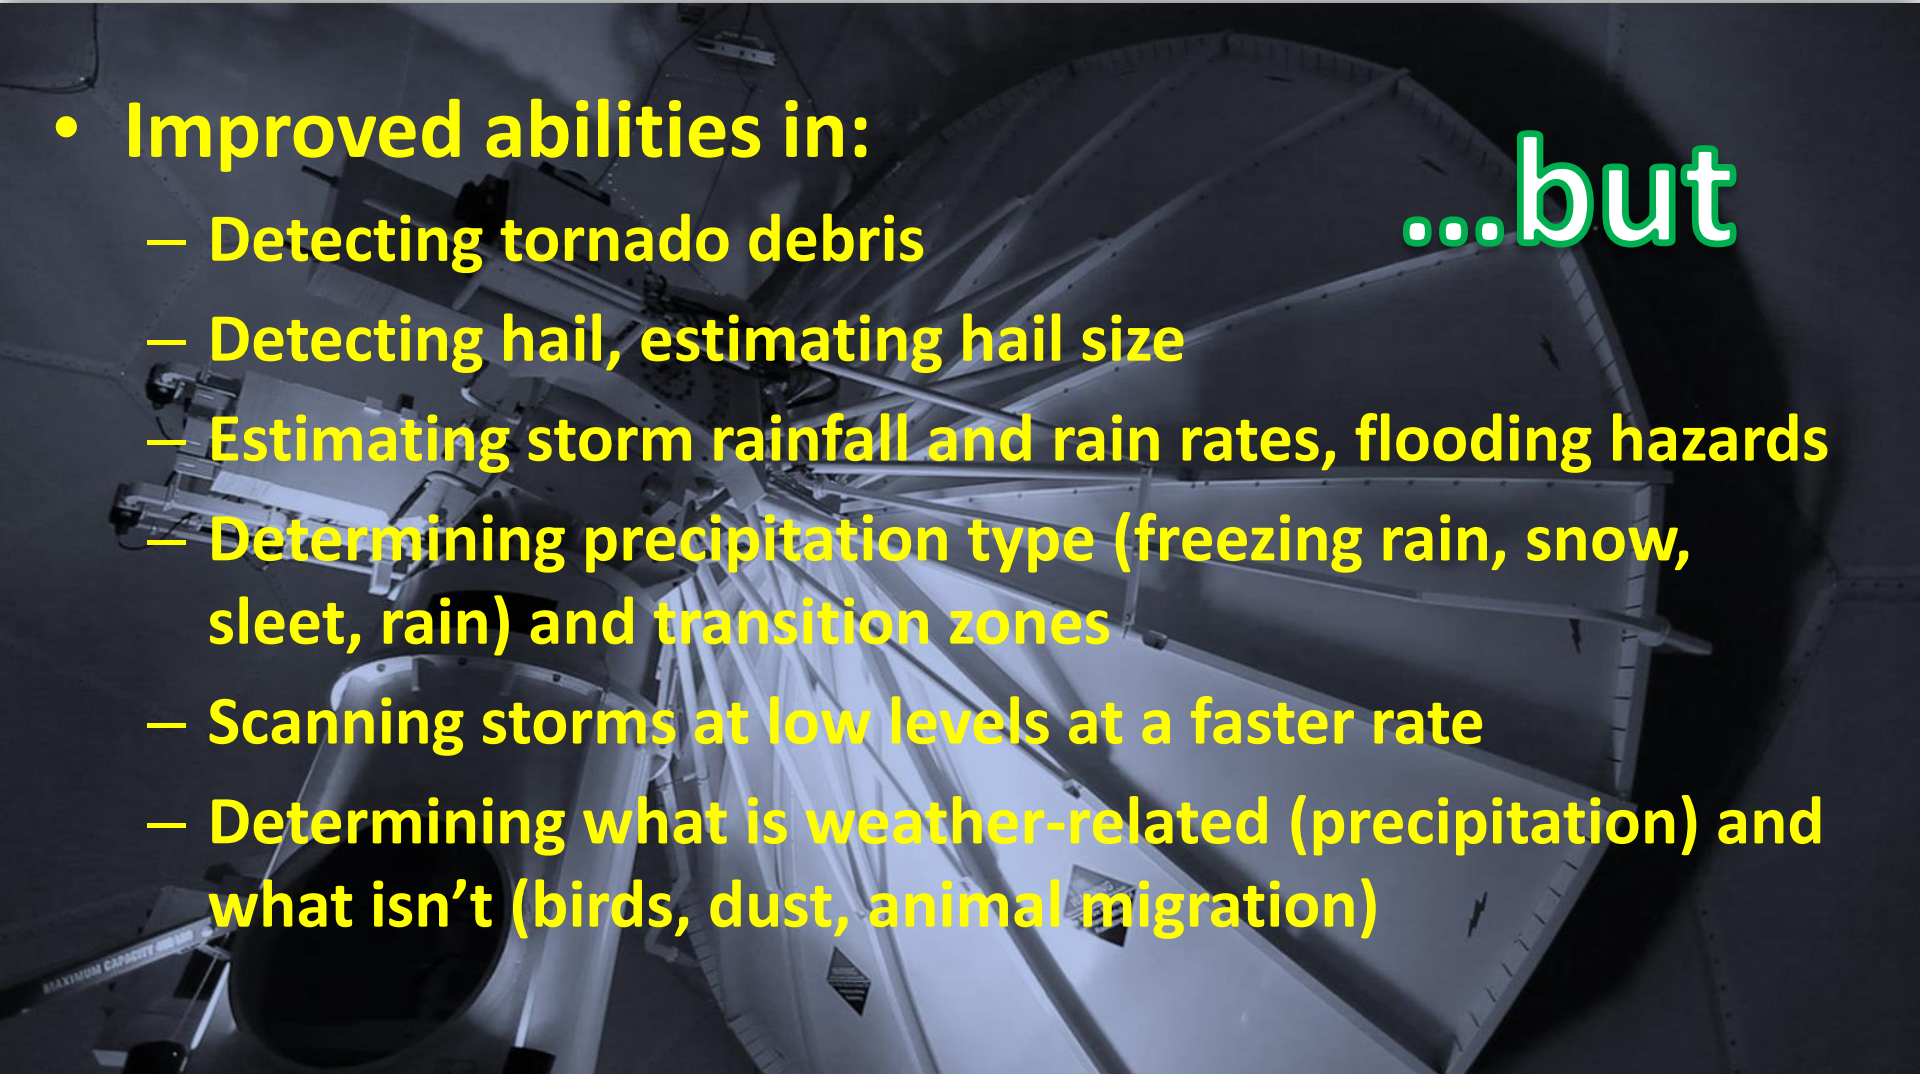 • Improved abilities in:
...but
– Detecting tornado debris
– Detecting hail, estimating hail size
– Estimating storm rainfall and rain rates, flooding hazards
– Determining precipitation type (freezing rain, snow,
sleet, rain) and transition zones
– Scanning storms at low levels at a faster rate
– Determining what is weather-related (precipitation) and
what isn’t (birds, dust, animal migration)
MAXIMUM CAPACITY